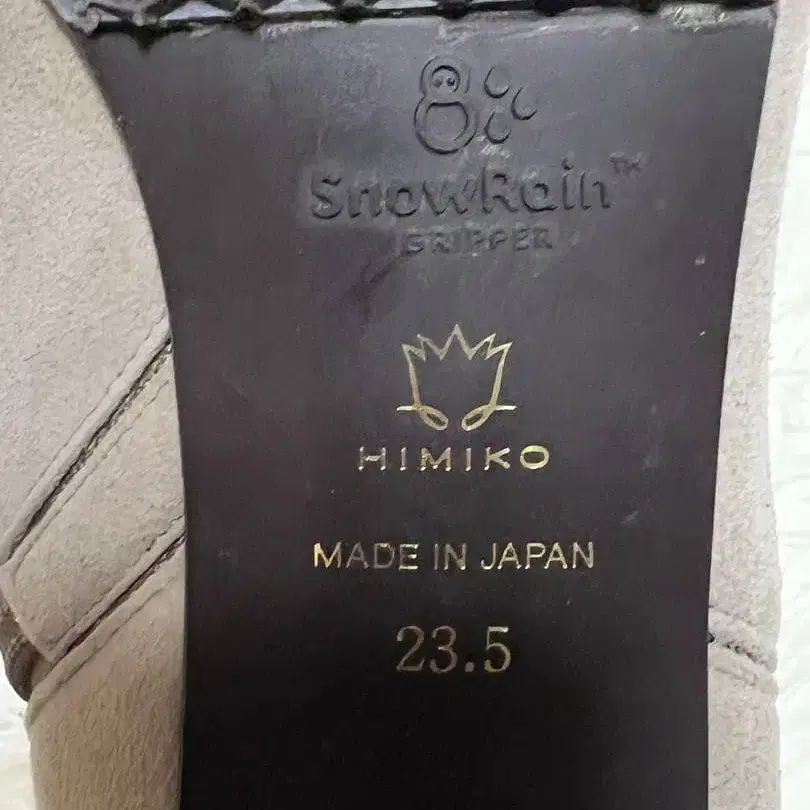 SnowRain™
GRIPPER
HIMIKO
MADE IN JAPAN
23.5